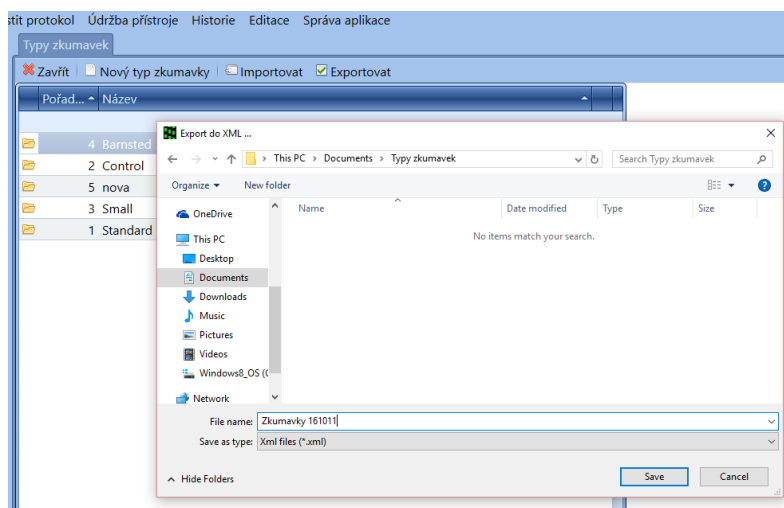 stit protokol Údržba přístroje Historie Editace Správa aplikace
Typy zkumavek
Zavřít Nový typ zkumavky Importovat Exportovat
Pořad... Název
4 Barnsted
2 Control
5 nova
3 Small
1 Standard
Export do XML ...
This PC > Documents > Typy zkumavek
Search Typy zkumavek
Organize New folder
Name Date modified Type Size
No items match your search.
OneDrive
This PC
Desktop
Documents
Downloads
Music
Pictures
Videos
Windows8_OS (C
Network
File name: Zkumavky 161011
Save as type: Xml files (*.xml)
Hide Folders Save Cancel